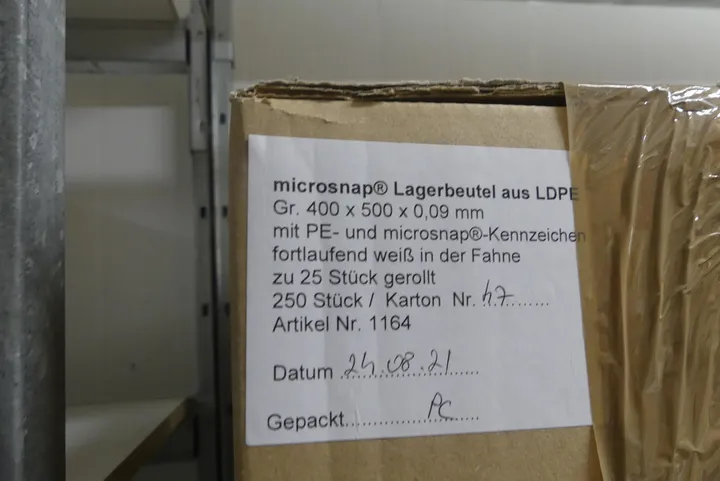 microsnap® Lagerbeutel aus LDPE
Gr. 400 x 500 x 0,09 mm
mit PE- und microsnap®-Kennzeichen
fortlaufend weiß in der Fahne
zu 25 Stück gerollt
250 Stück / Karton Nr. 47
Artikel Nr. 1164
Datum 24.08.21
Gepackt........... PC